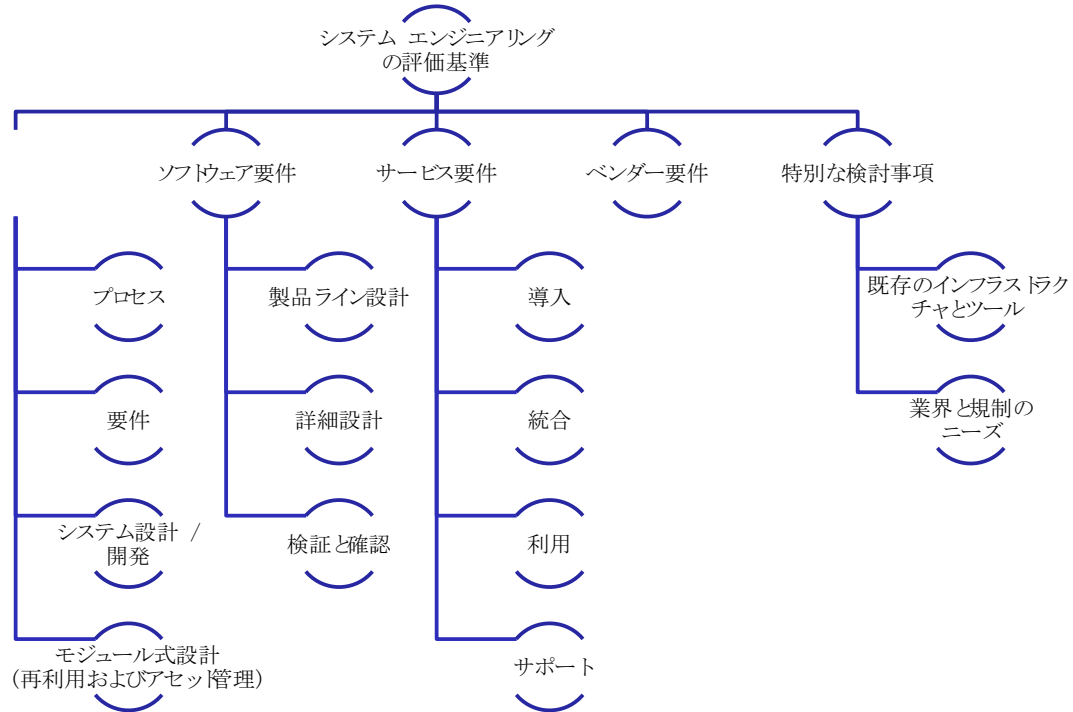 システム エンジニアリング
の評価基準
ソフトウェア要件
サービス要件
ベンダー要件
特別な検討事項
プロセス
製品ライン設計
導入
既存のインフラストラク
チャとツール
要件
詳細設計
統合
業界と規制の
ニーズ
システム設計 /
開発
検証と確認
利用
モジュール式設計
(再利用およびアセット管理)
サポート